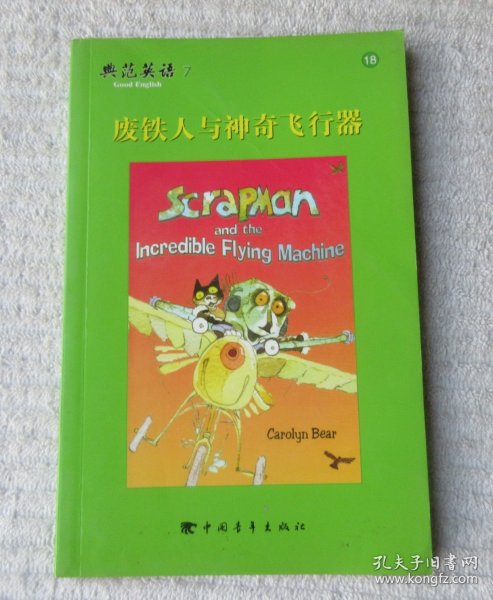 典范英语 7
Good English
18
废铁人与神奇飞行器
Scrapman
and the
Incredible Flying Machine
Carolyn Bear
中国青年出版社
孔夫子旧书网
www.kongfz.com